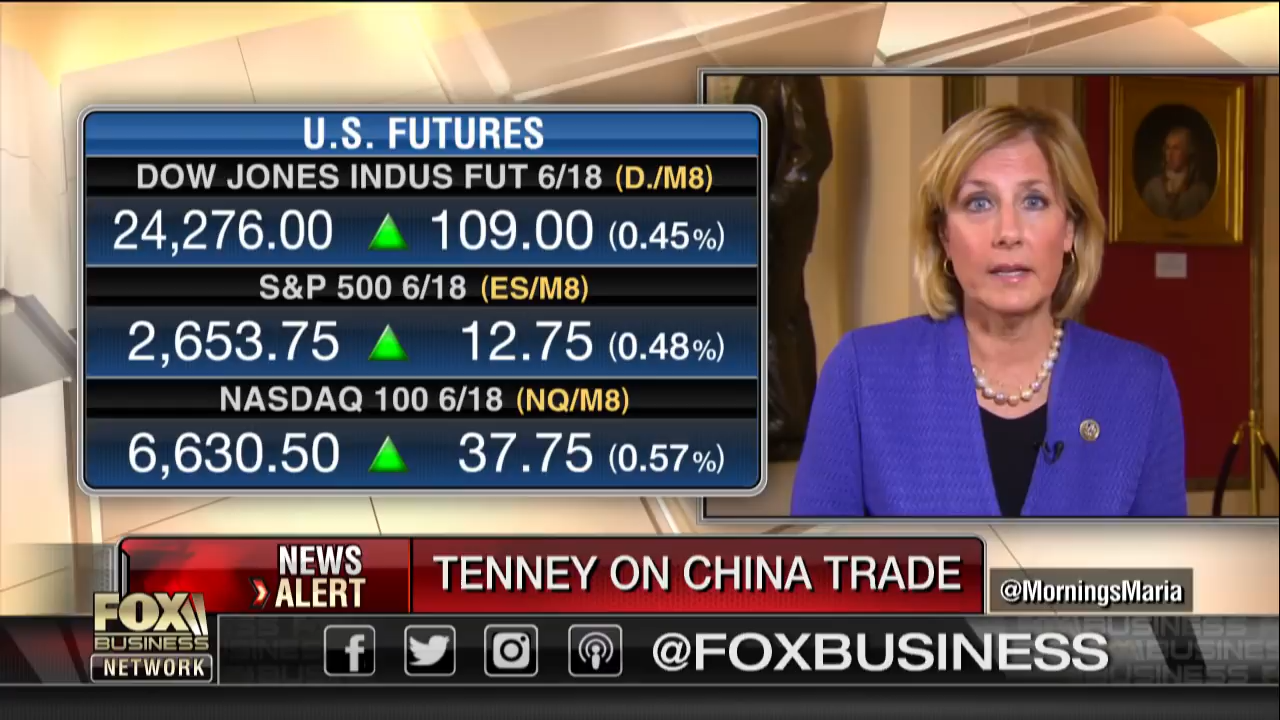 U.S. FUTURES
DOW JONES INDUS FUT 6/18 (D./M8)
24,276.00 ▲ 109.00 (0.45%)
S&P 500 6/18 (ES/M8)
2,653.75 ▲ 12.75 (0.48%)
NASDAQ 100 6/18 (NQ/M8)
6,630.50 ▲ 37.75 (0.57%)
NEWS
ALERT
TENNEY ON CHINA TRADE
@MorningsMaria
FOX
BUSINESS
NETWORK
@FOXBUSINESS